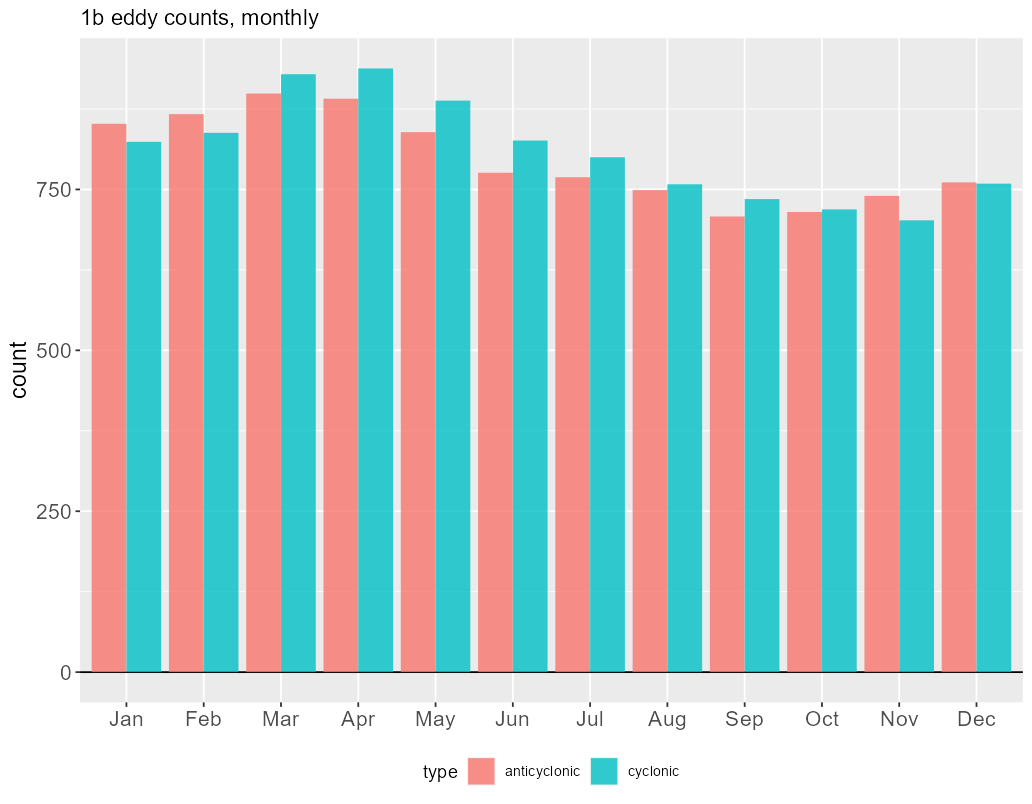 1b eddy counts, monthly
count
750
500
250
0
Jan Feb Mar Apr May Jun Jul Aug Sep Oct Nov Dec
type anticyclonic cyclonic